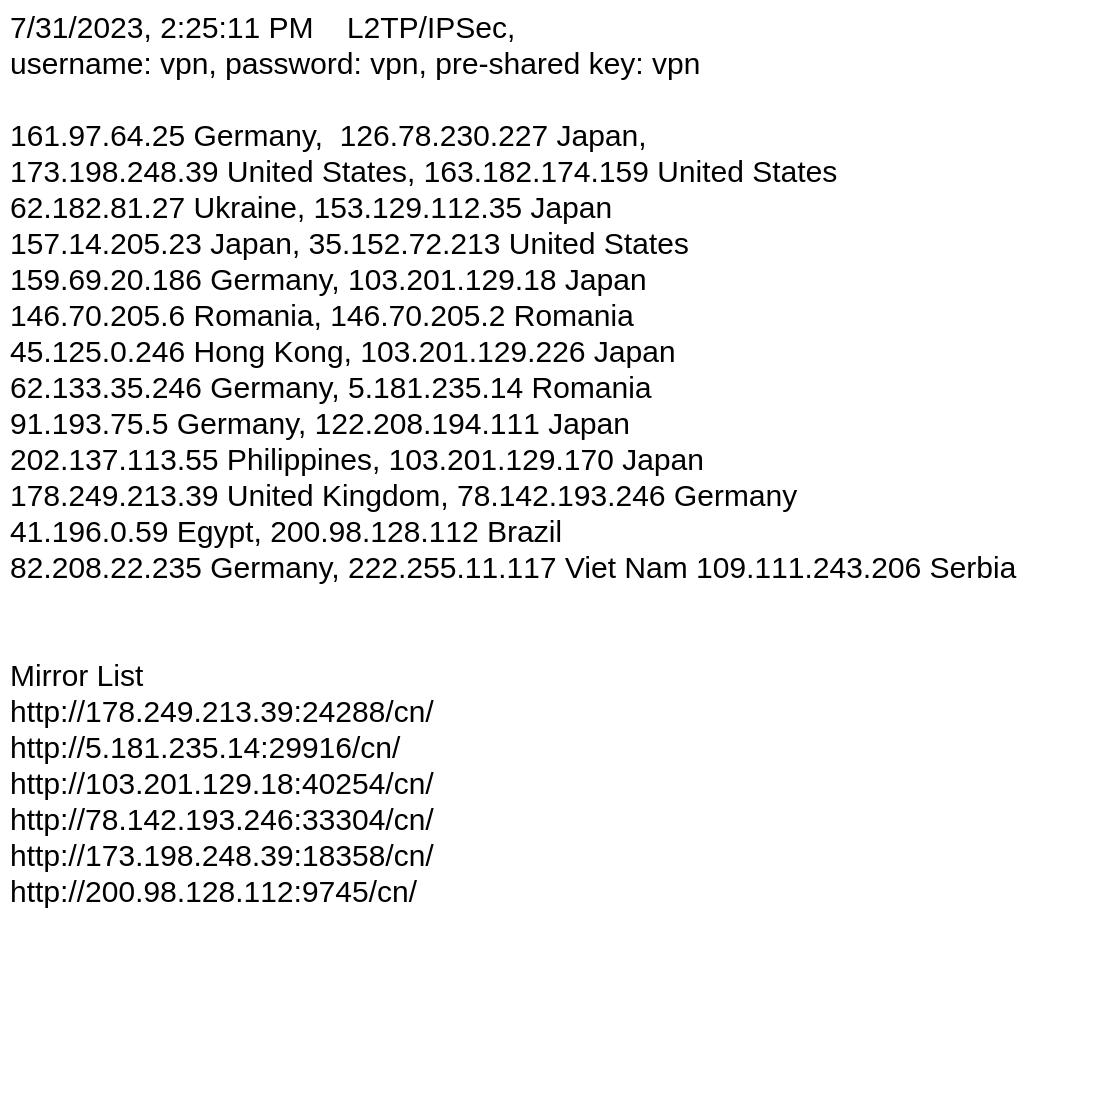 7/31/2023, 2:25:11 PM    L2TP/IPSec,
username: vpn, password: vpn, pre-shared key: vpn
161.97.64.25 Germany,  126.78.230.227 Japan,
173.198.248.39 United States, 163.182.174.159 United States
62.182.81.27 Ukraine, 153.129.112.35 Japan
157.14.205.23 Japan, 35.152.72.213 United States
159.69.20.186 Germany, 103.201.129.18 Japan
146.70.205.6 Romania, 146.70.205.2 Romania
45.125.0.246 Hong Kong, 103.201.129.226 Japan
62.133.35.246 Germany, 5.181.235.14 Romania
91.193.75.5 Germany, 122.208.194.111 Japan
202.137.113.55 Philippines, 103.201.129.170 Japan
178.249.213.39 United Kingdom, 78.142.193.246 Germany
41.196.0.59 Egypt, 200.98.128.112 Brazil
82.208.22.235 Germany, 222.255.11.117 Viet Nam 109.111.243.206 Serbia
Mirror List
http://178.249.213.39:24288/cn/
http://5.181.235.14:29916/cn/
http://103.201.129.18:40254/cn/
http://78.142.193.246:33304/cn/
http://173.198.248.39:18358/cn/
http://200.98.128.112:9745/cn/